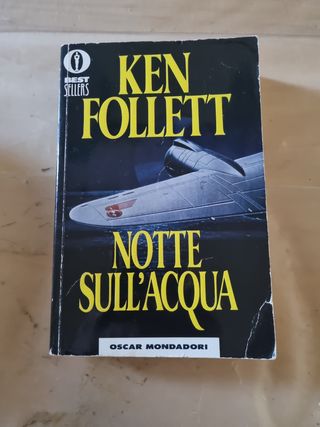 BEST
SELLERS
KEN
FOLLETT
NOTTE
SULL'ACQUA
OSCAR MONDADORI